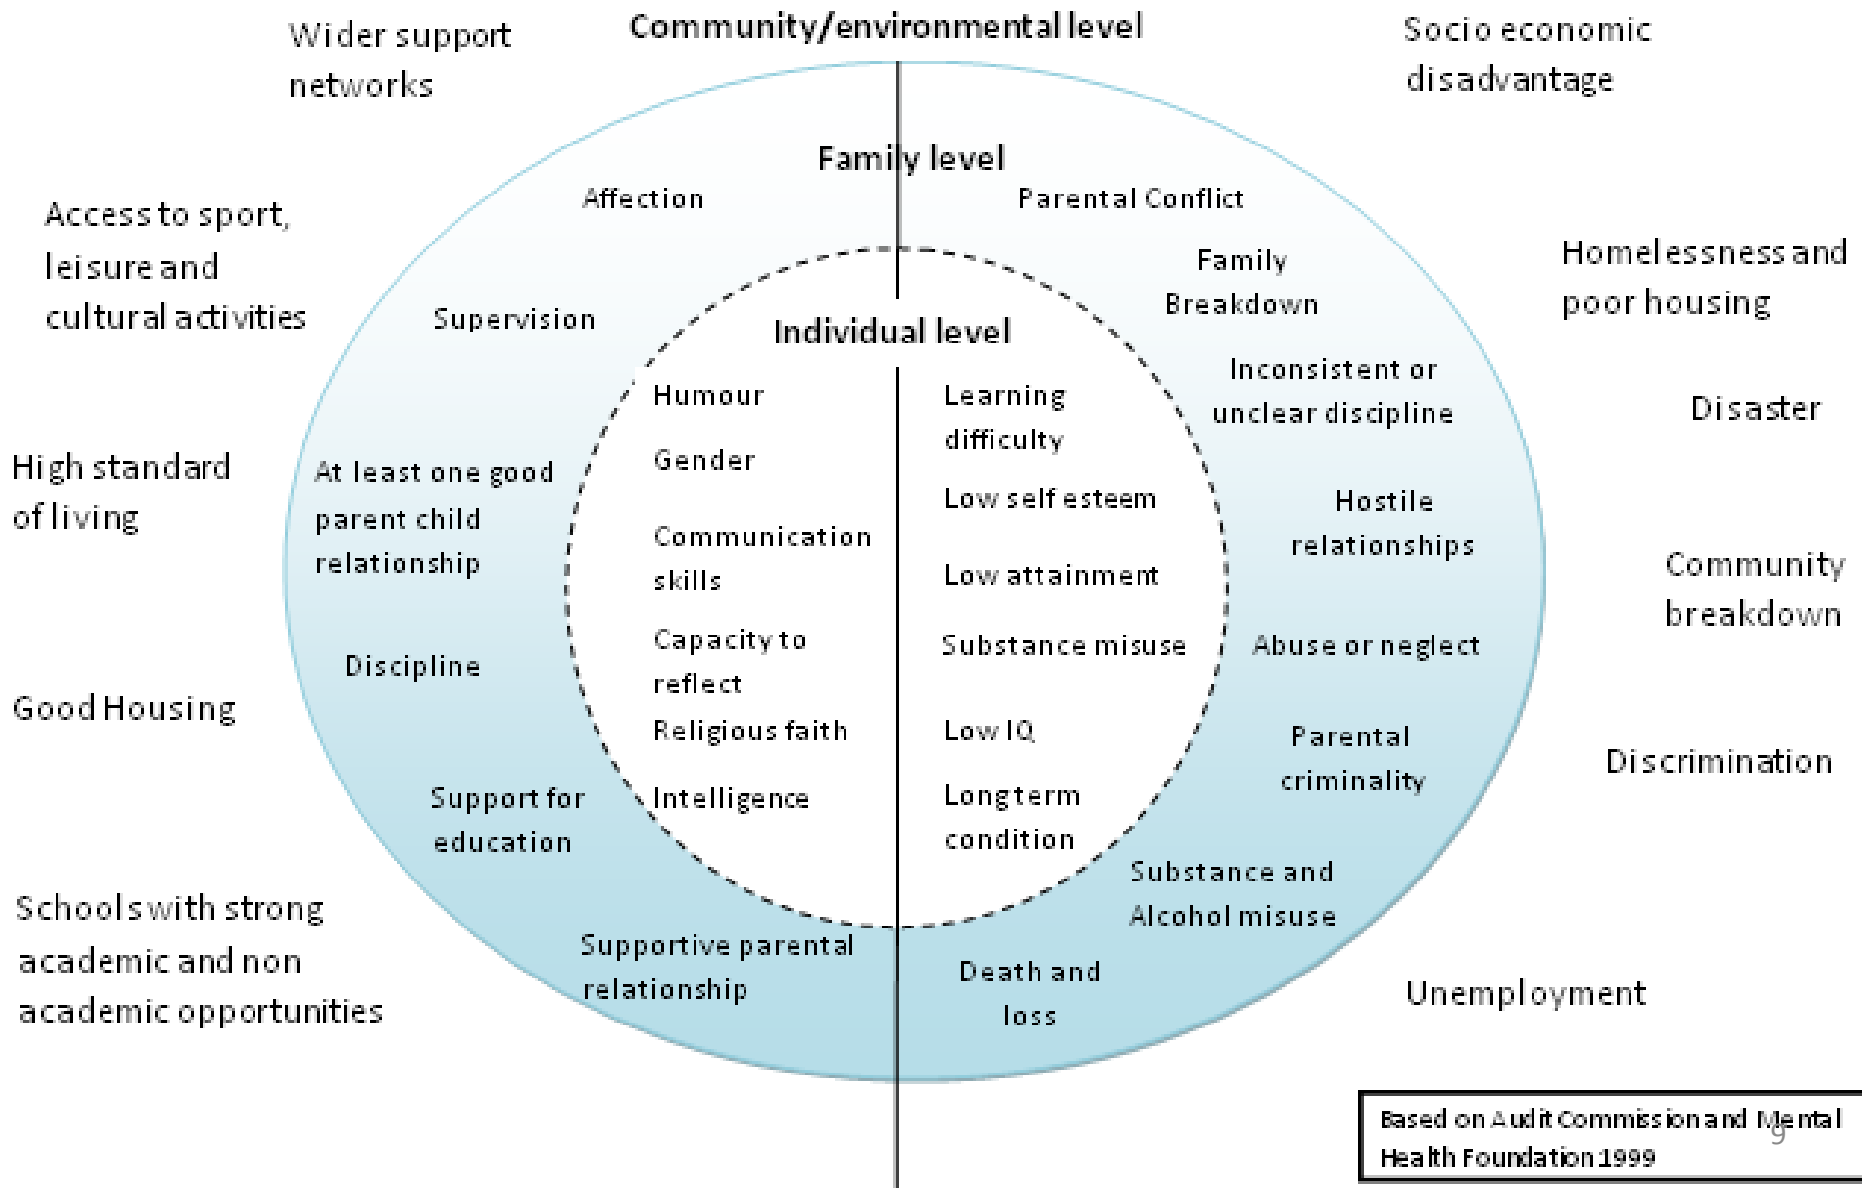 Community/environmental level
Wider support
networks
Access to sport,
leisure and
cultural activities
High standard
of living
Good Housing
Schools with strong
academic and non
academic opportunities
Socio economic
disadvantage
Homelessness and
poor housing
Disaster
Community
breakdown
Discrimination
Unemployment
Family level
Affection
Supervision
At least one good
parent child
relationship
Discipline
Support for
education
Supportive parental
relationship
Parental Conflict
Family
Breakdown
Inconsistent or
unclear discipline
Hostile
relationships
Abuse or neglect
Parental
criminality
Substance and
Alcohol misuse
Death and
loss
Individual level
Humour
Gender
Communication
skills
Capacity to
reflect
Religious faith
Intelligence
Learning
difficulty
Low self esteem
Low attainment
Substance misuse
Low IQ
Long term
condition
Based on Audit Commission and Mental
Health Foundation 1999
9